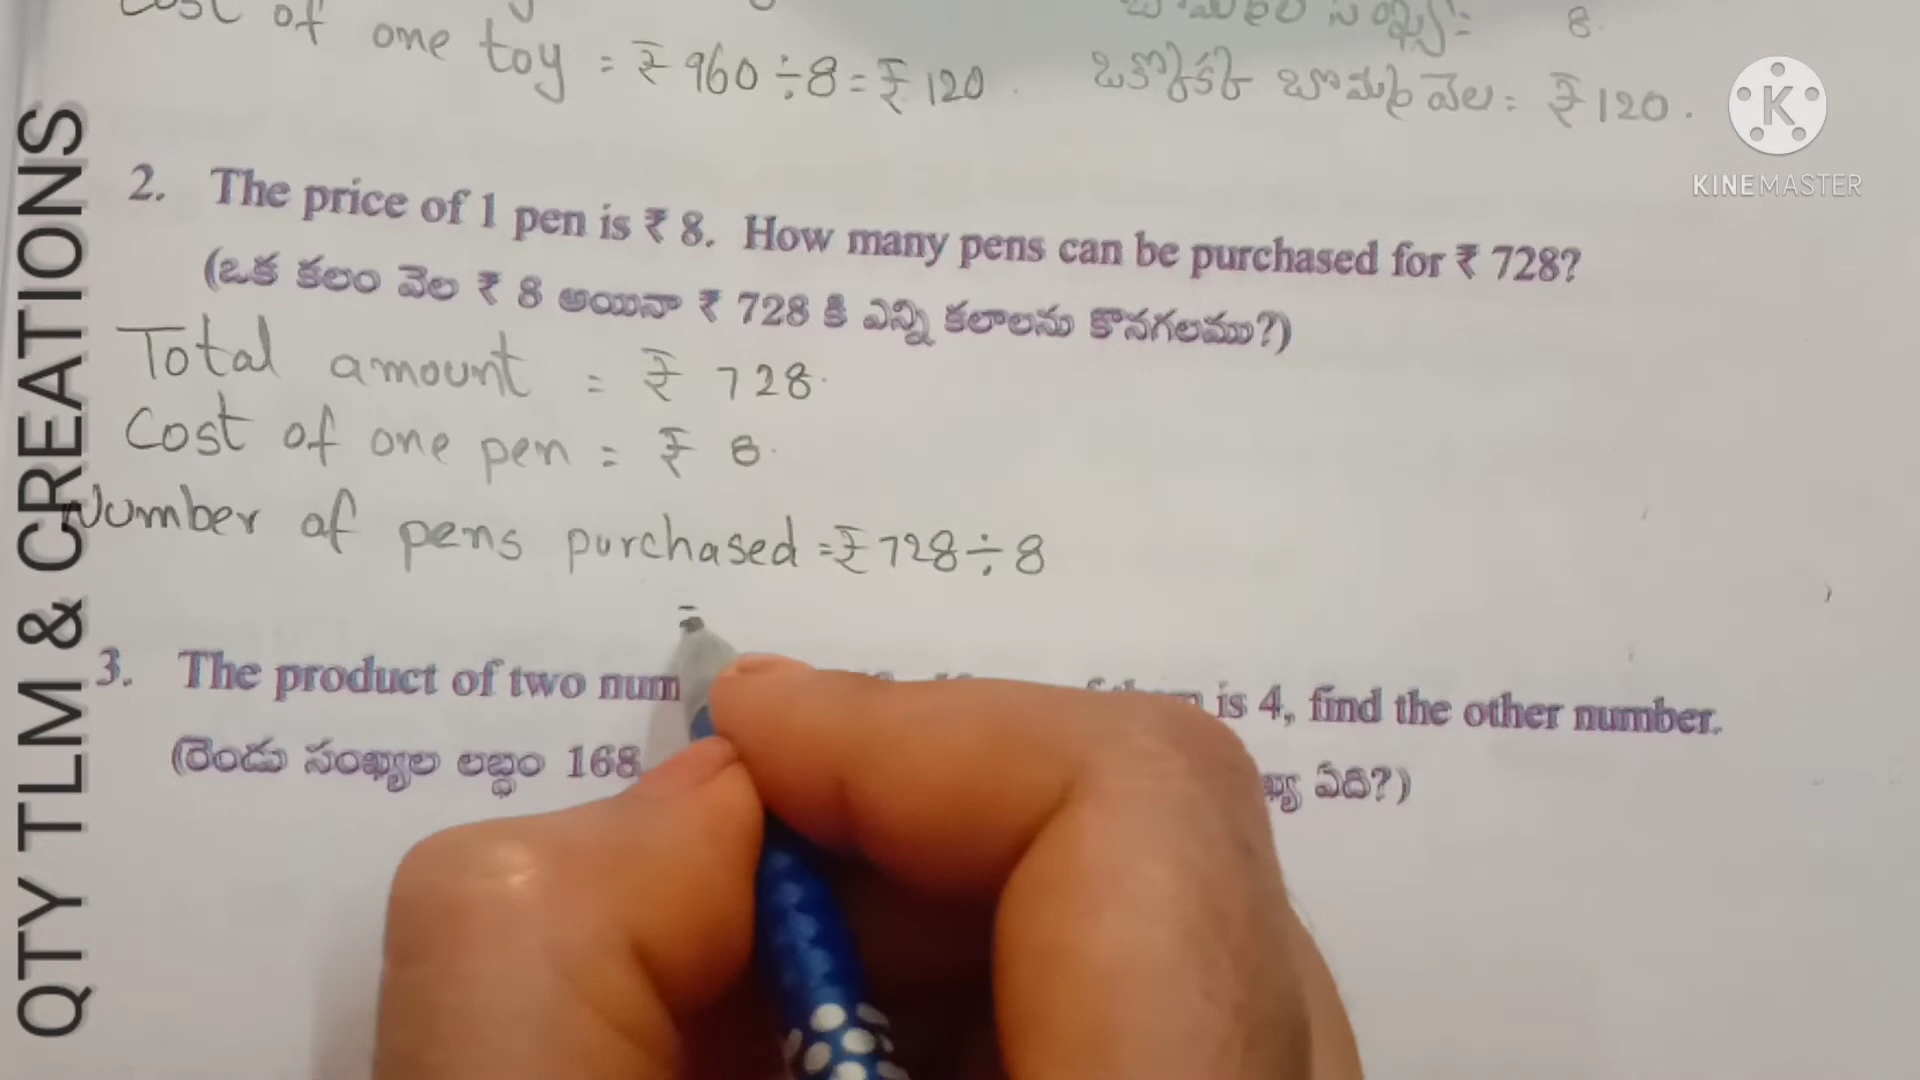 Cost of one toy = ₹ 960 ÷ 8 = ₹ 120.
8.
ఒక్కొక్క బొమ్మ వెల = ₹ 120.
KINEMASTER
2. The price of 1 pen is ₹ 8. How many pens can be purchased for ₹ 728?
(ఒక కలం వెల ₹ 8 అయినా ₹ 728 కి ఎన్ని కలాలను కొనగలము?)
Total amount = ₹ 728.
Cost of one pen = ₹ 8.
Number of pens purchased = ₹ 728 ÷ 8
=
3. The product of two num is 4, find the other number.
(రెండు సంఖ్యల లబ్ధం 168 ఏది?)
QTY TLM & CREATIONS